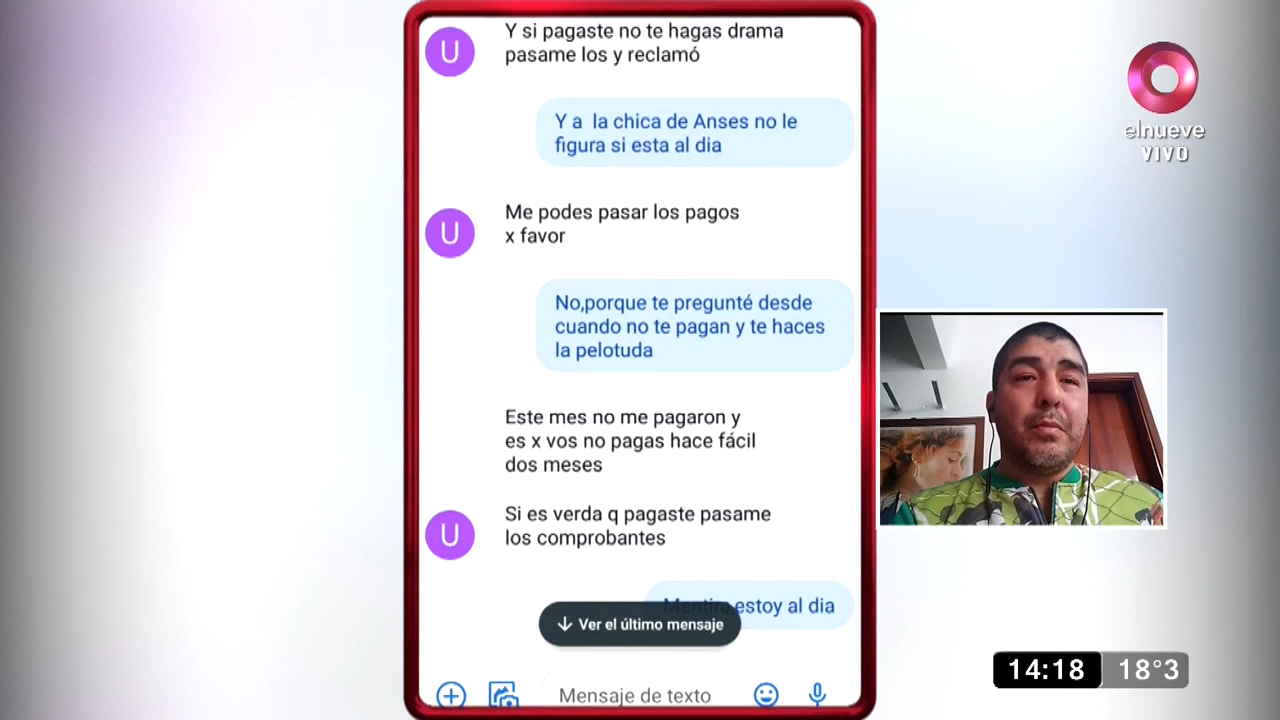 Y si pagaste no te hagas drama
pasame los y reclamó
U
Y a la chica de Anses no le
figura si esta al dia
Me podes pasar los pagos
x favor
U
No,porque te pregunté desde
cuando no te pagan y te haces
la pelotuda
Este mes no me pagaron y
es x vos no pagas hace fácil
dos meses
Si es verda q pagaste pasame
los comprobantes
U
Mentira,estoy al dia
Ver el último mensaje
Mensaje de texto
elnueve
VIVO
14:18 18°3